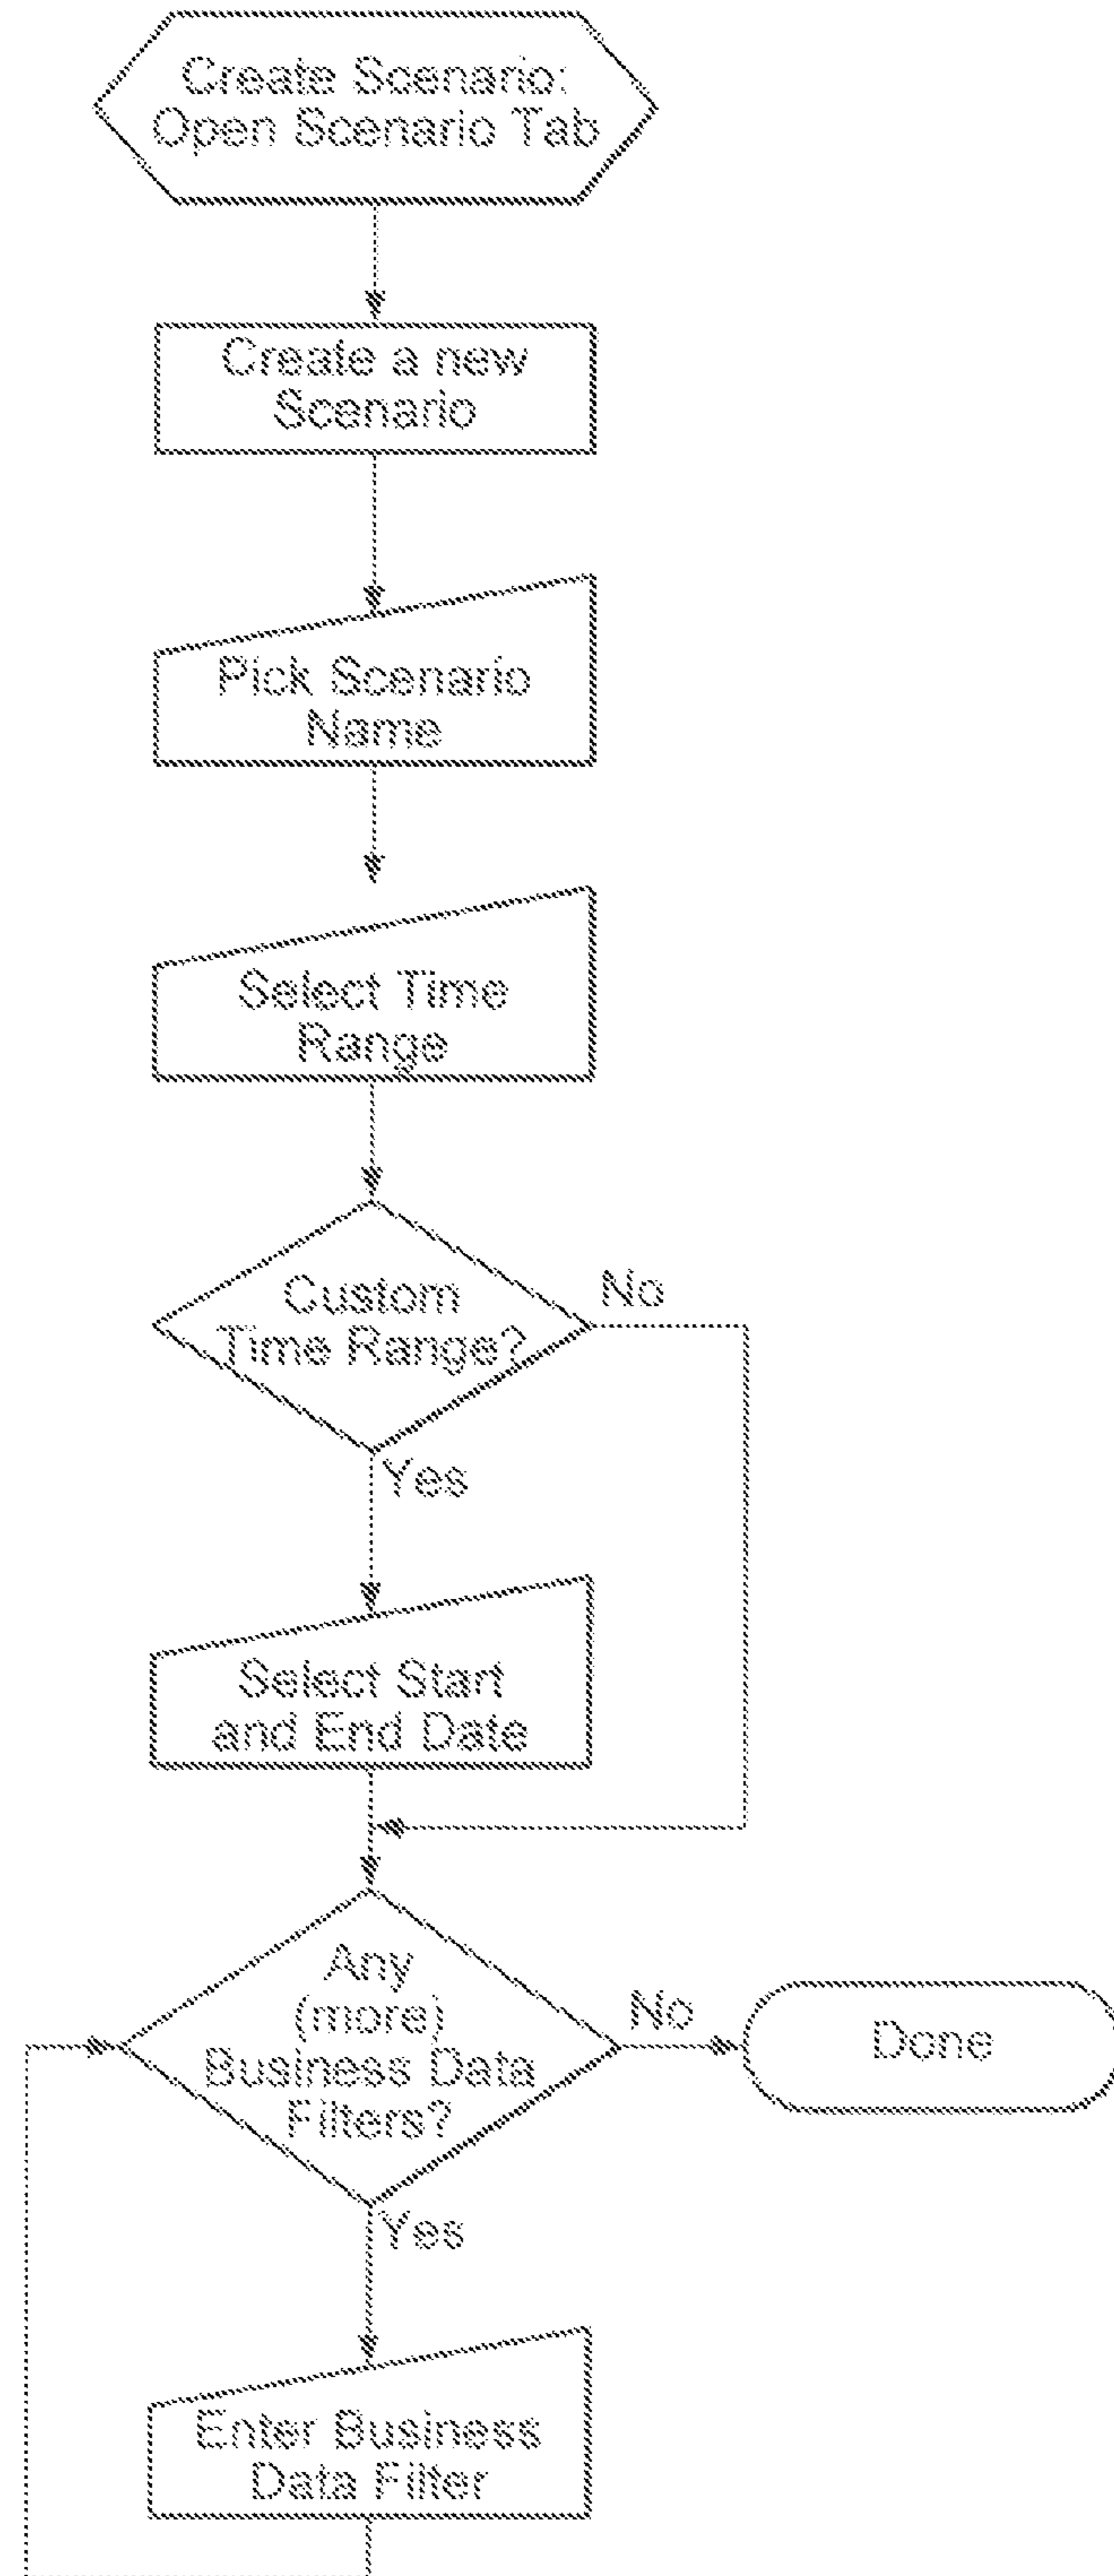 Create Scenario:
Open Scenario Tab
Create a new
Scenario
Pick Scenario
Name
Select Time
Range
Custom
Time Range?
No
Yes
Select Start
and End Date
Any
(more)
Business Data
Filters?
No
Done
Yes
Enter Business
Data Filter